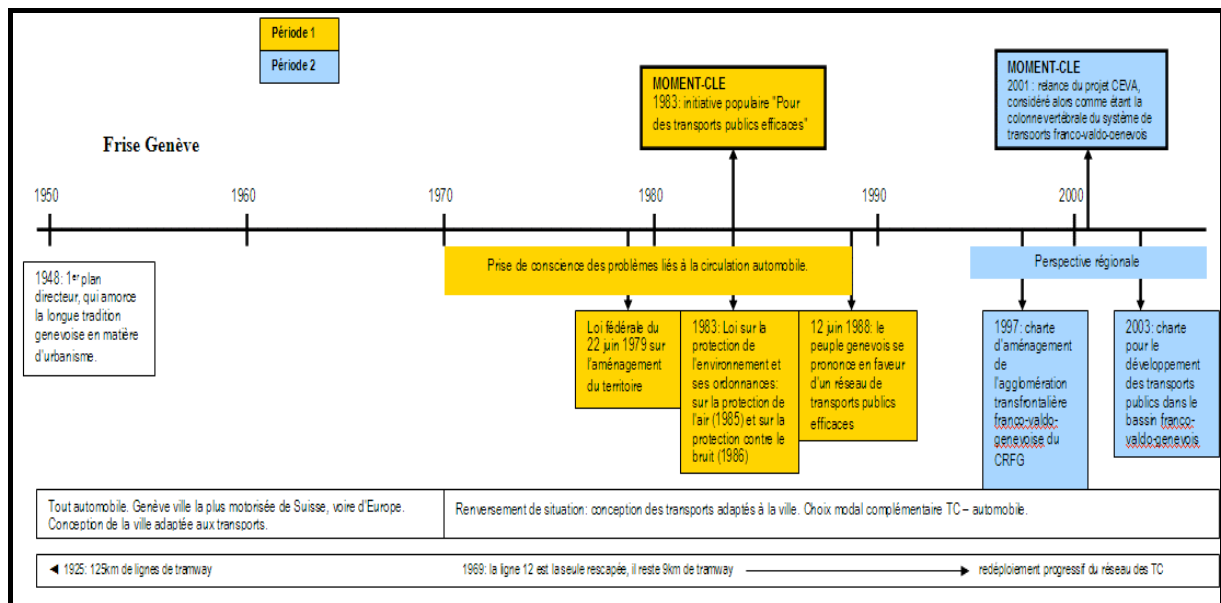 Période 1
Période 2
MOMENT-CLE
1983: initiative populaire "Pour
des transports publics efficaces"
MOMENT-CLE
2001 : relance du projet CEVA,
considéré alors comme étant la
colonne vertébrale du système de
transports franco-valdo-genevois
Frise Genève
1950
1960
1970
1980
1990
2000
Prise de conscience des problèmes liés à la circulation automobile.
Perspective régionale
1948: 1er plan
directeur, qui amorce
la longue tradition
genevoise en matière
d'urbanisme.
Loi fédérale du
22 juin 1979 sur
l'aménagement
du territoire
1983: Loi sur la
protection de
l'environnement et
ses ordonnances:
sur la protection de
l'air (1985) et sur la
protection contre le
bruit (1986)
12 juin 1988: le
peuple genevois se
prononce en faveur
d'un réseau de
transports publics
efficaces
1997: charte
d'aménagement
de
l'agglomération
transfrontalière
franco-valdo-
genevoise du
CRFG
2003: charte
pour le
développement
des transports
publics dans le
bassin franco-
valdo-genevois
Tout automobile. Genève ville la plus motorisée de Suisse, voire d'Europe.
Conception de la ville adaptée aux transports.
Renversement de situation: conception des transports adaptés à la ville. Choix modal complémentaire TC – automobile.
1925: 125km de lignes de tramway
1969: la ligne 12 est la seule rescapée, il reste 9km de tramway
redéploiement progressif du réseau des TC